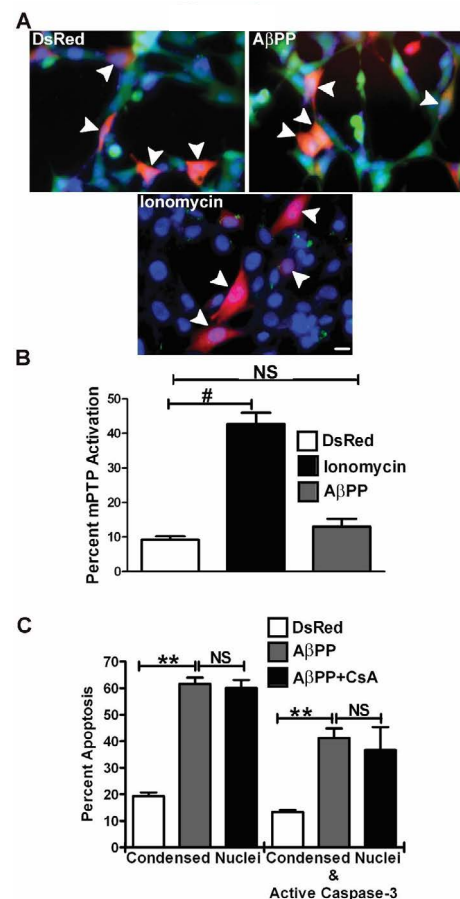 A
DsRed
AβPP
Ionomycin
B
NS
#
Percent mPTP Activation
50
40
30
20
10
0
DsRed
Ionomycin
AβPP
C
DsRed
AβPP
AβPP+CsA
** NS
** NS
Percent Apoptosis
70
60
50
40
30
20
10
0
Condensed Nuclei
Condensed Nuclei
&
Active Caspase-3